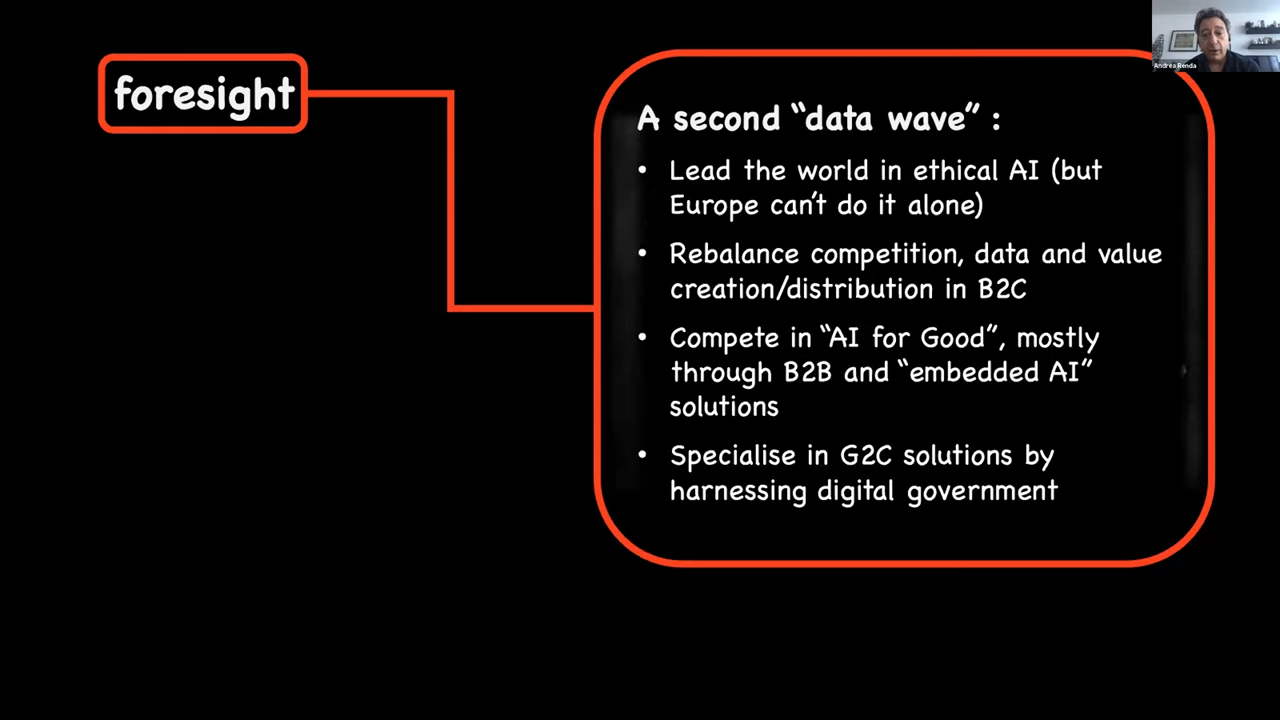 foresight
A second “data wave” :
• Lead the world in ethical AI (but
Europe can’t do it alone)
• Rebalance competition, data and value
creation/distribution in B2C
• Compete in “AI for Good”, mostly
through B2B and “embedded AI”
solutions
• Specialise in G2C solutions by
harnessing digital government
Andrea Renda